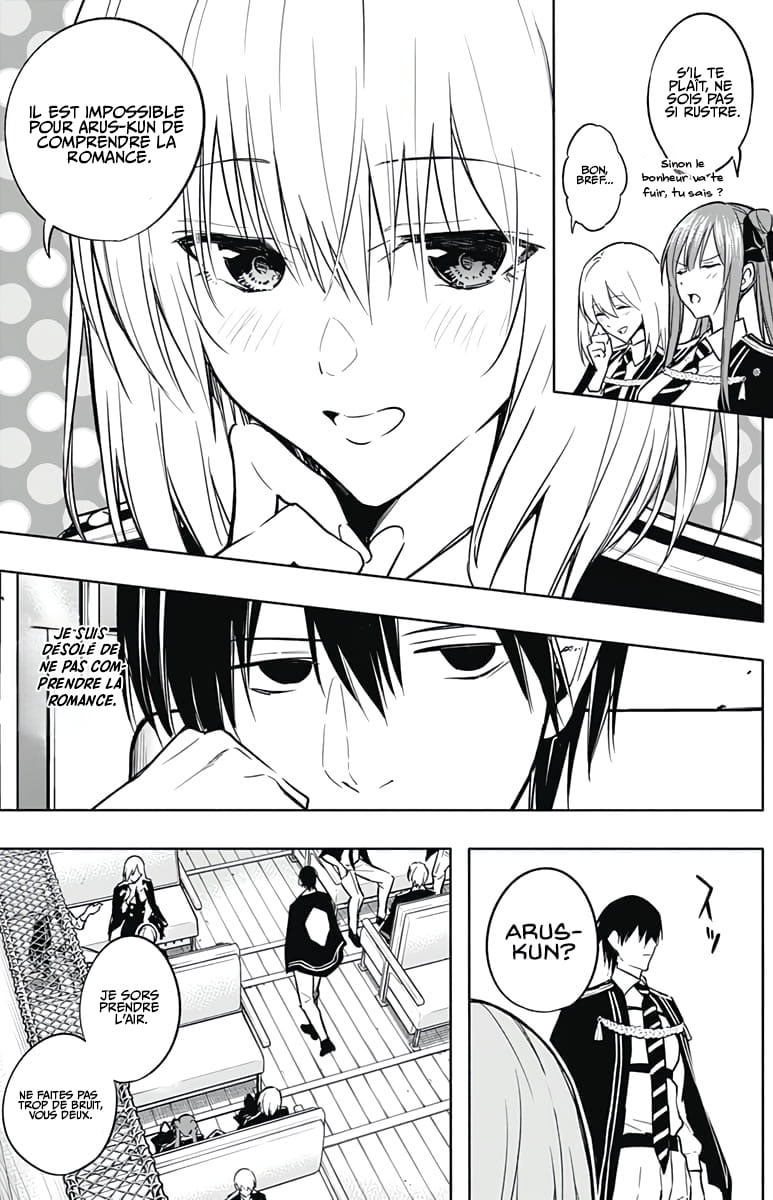 S'IL TE
PLAÎT, NE
SOIS PAS
SI RUSTRE.
Sinon le
bonheur va te
fuir, tu sais ?
BON,
BREF...
IL EST IMPOSSIBLE
POUR ARUS-KUN DE
COMPRENDRE LA
ROMANCE.
JE SUIS
DÉSOLÉ DE
NE PAS COM-
PRENDRE LA
ROMANCE.
ス
ッ
ARUS-
KUN?
JE SORS
PRENDRE
L'AIR.
NE FAITES PAS
TROP DE BRUIT,
VOUS DEUX.